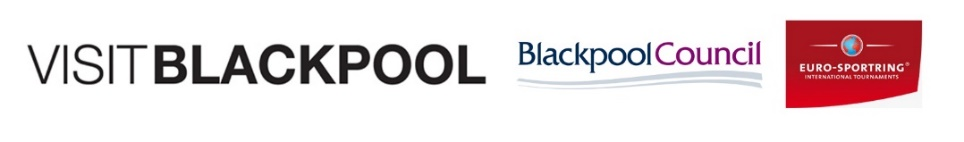 VISITBLACKPOOL
BlackpoolCouncil
EURO-SPORTRING®
INTERNATIONAL TOURNAMENTS